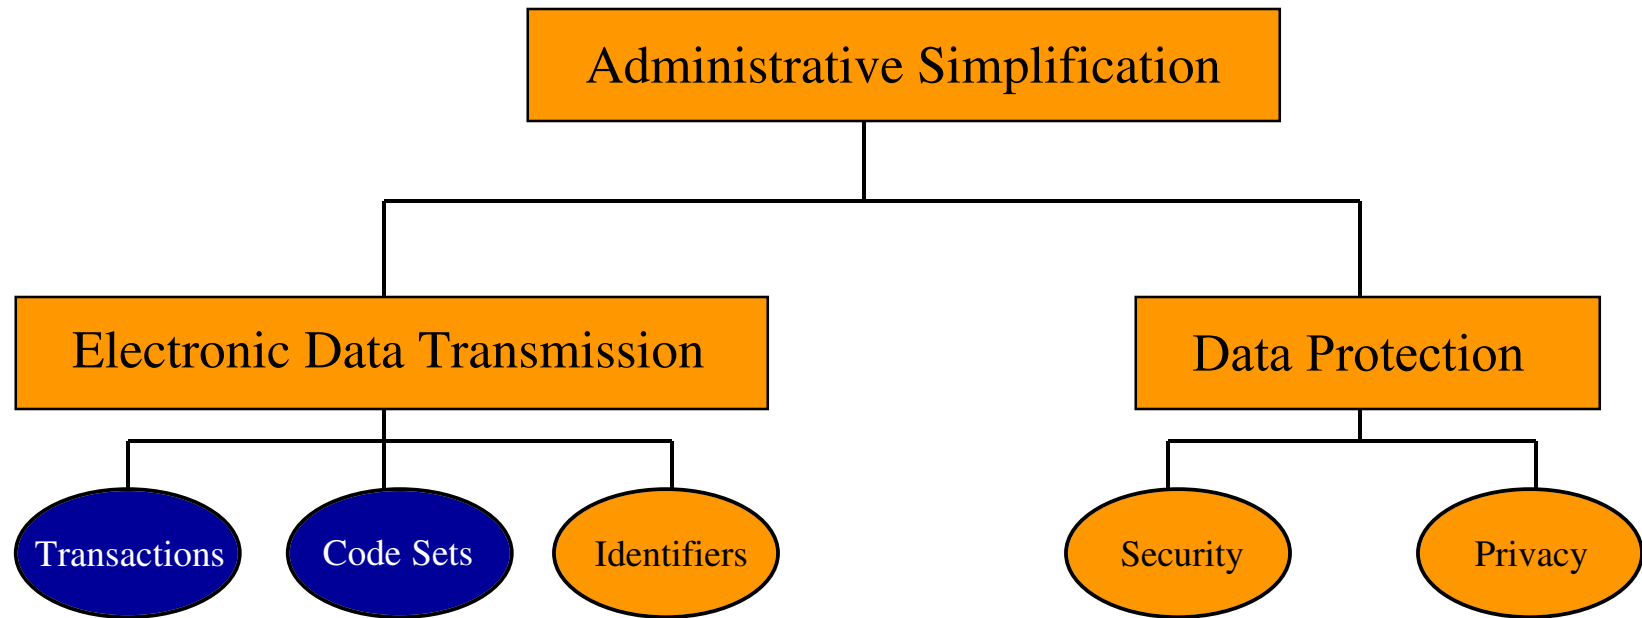 Administrative Simplification
Electronic Data Transmission
Data Protection
Transactions
Code Sets
Identifiers
Security
Privacy